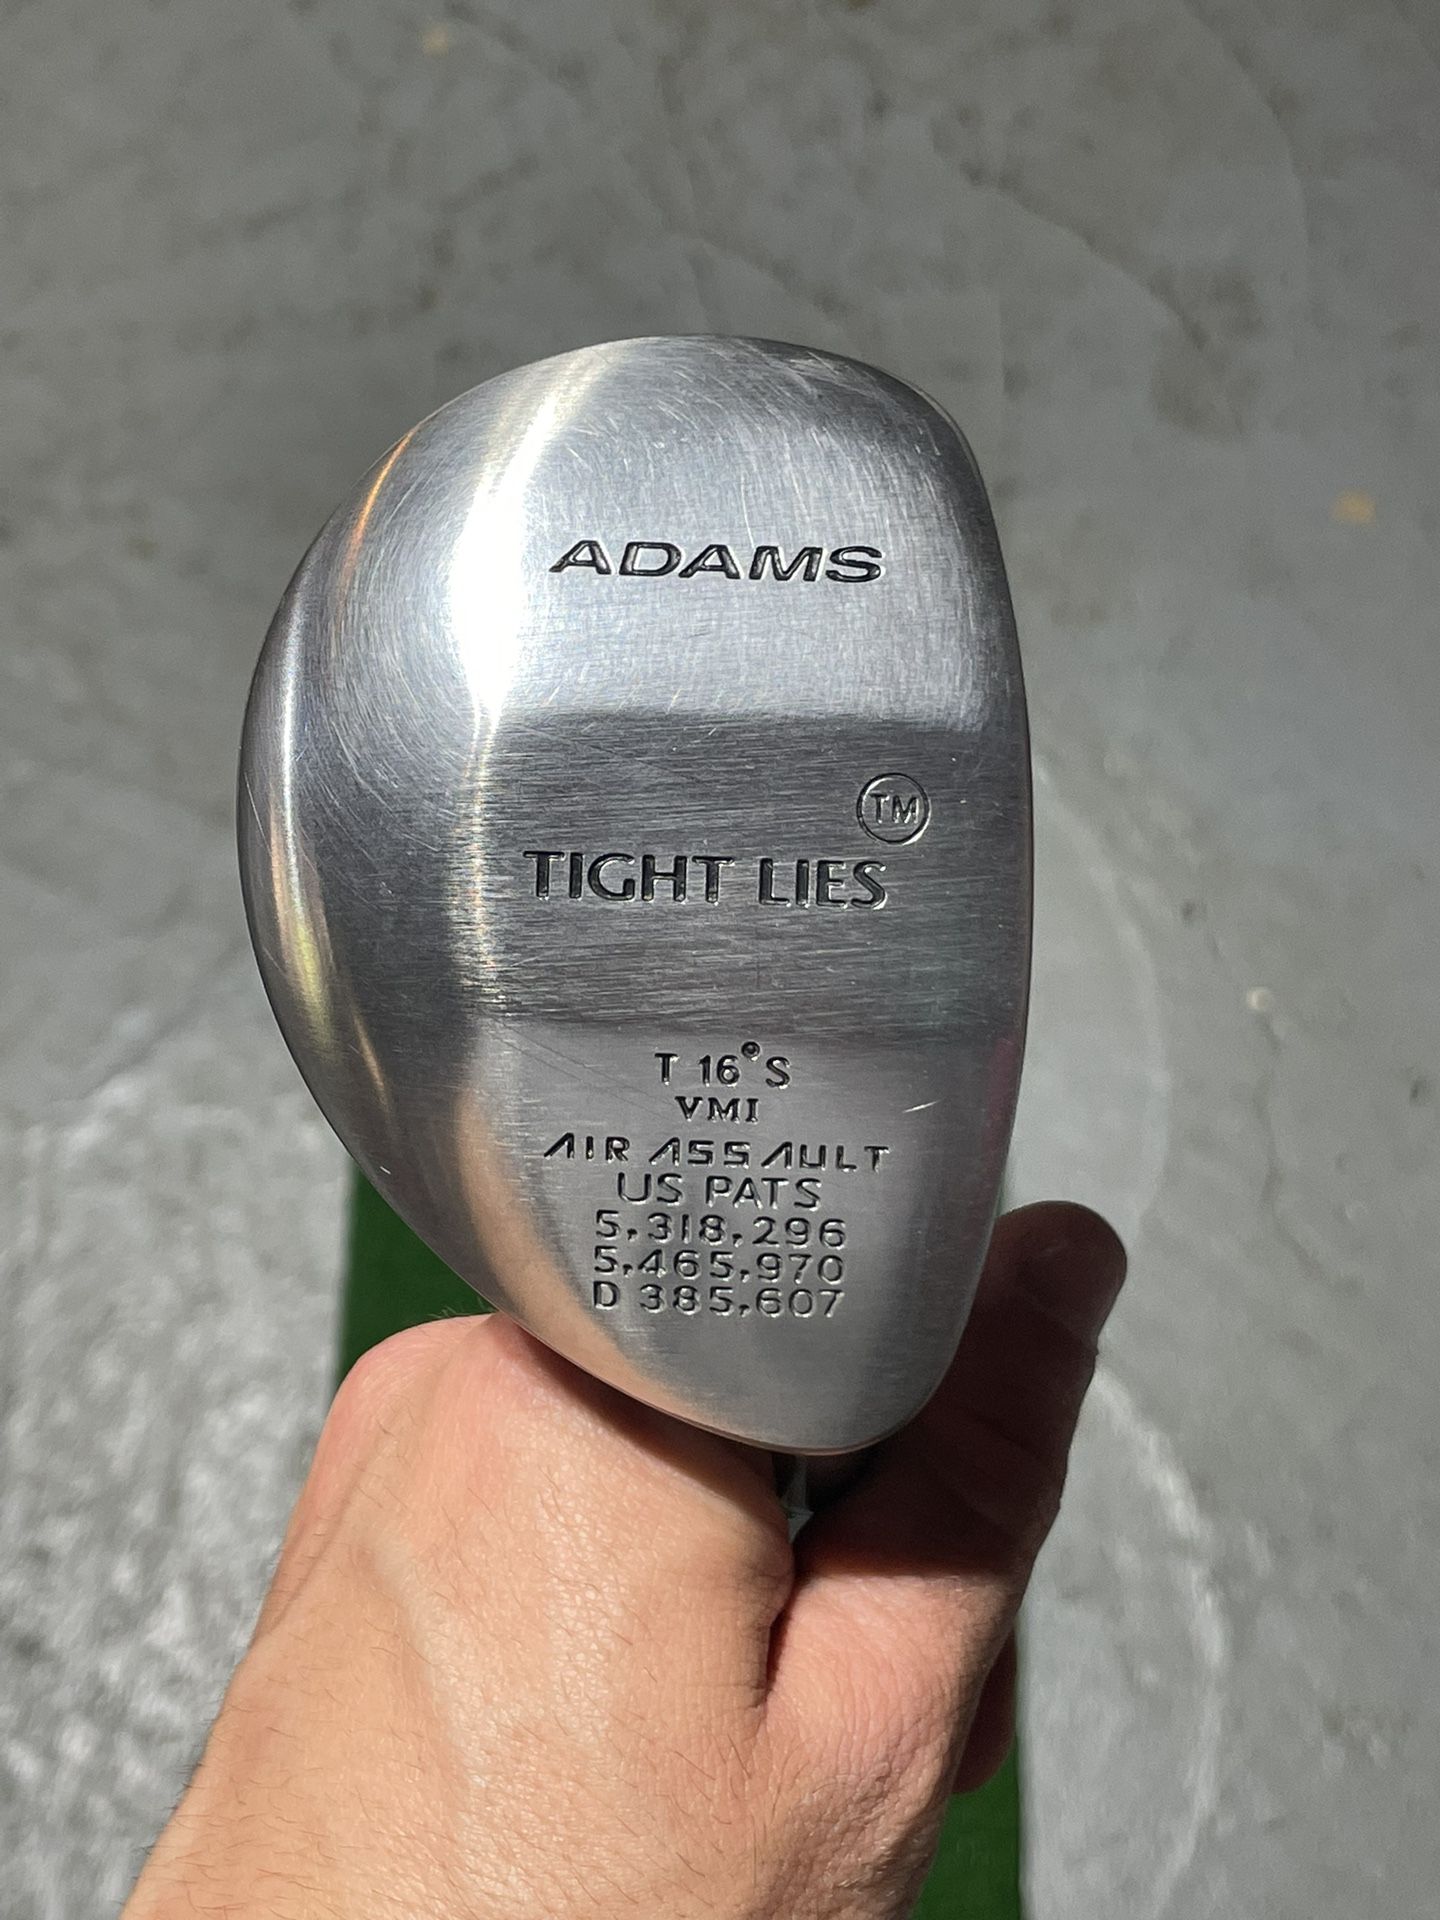 ADAMS
TM
TIGHT LIES
T 16° S
VMI
AIR ASSAULT
US PATS
5,318,296
5,465,970
D 385,607